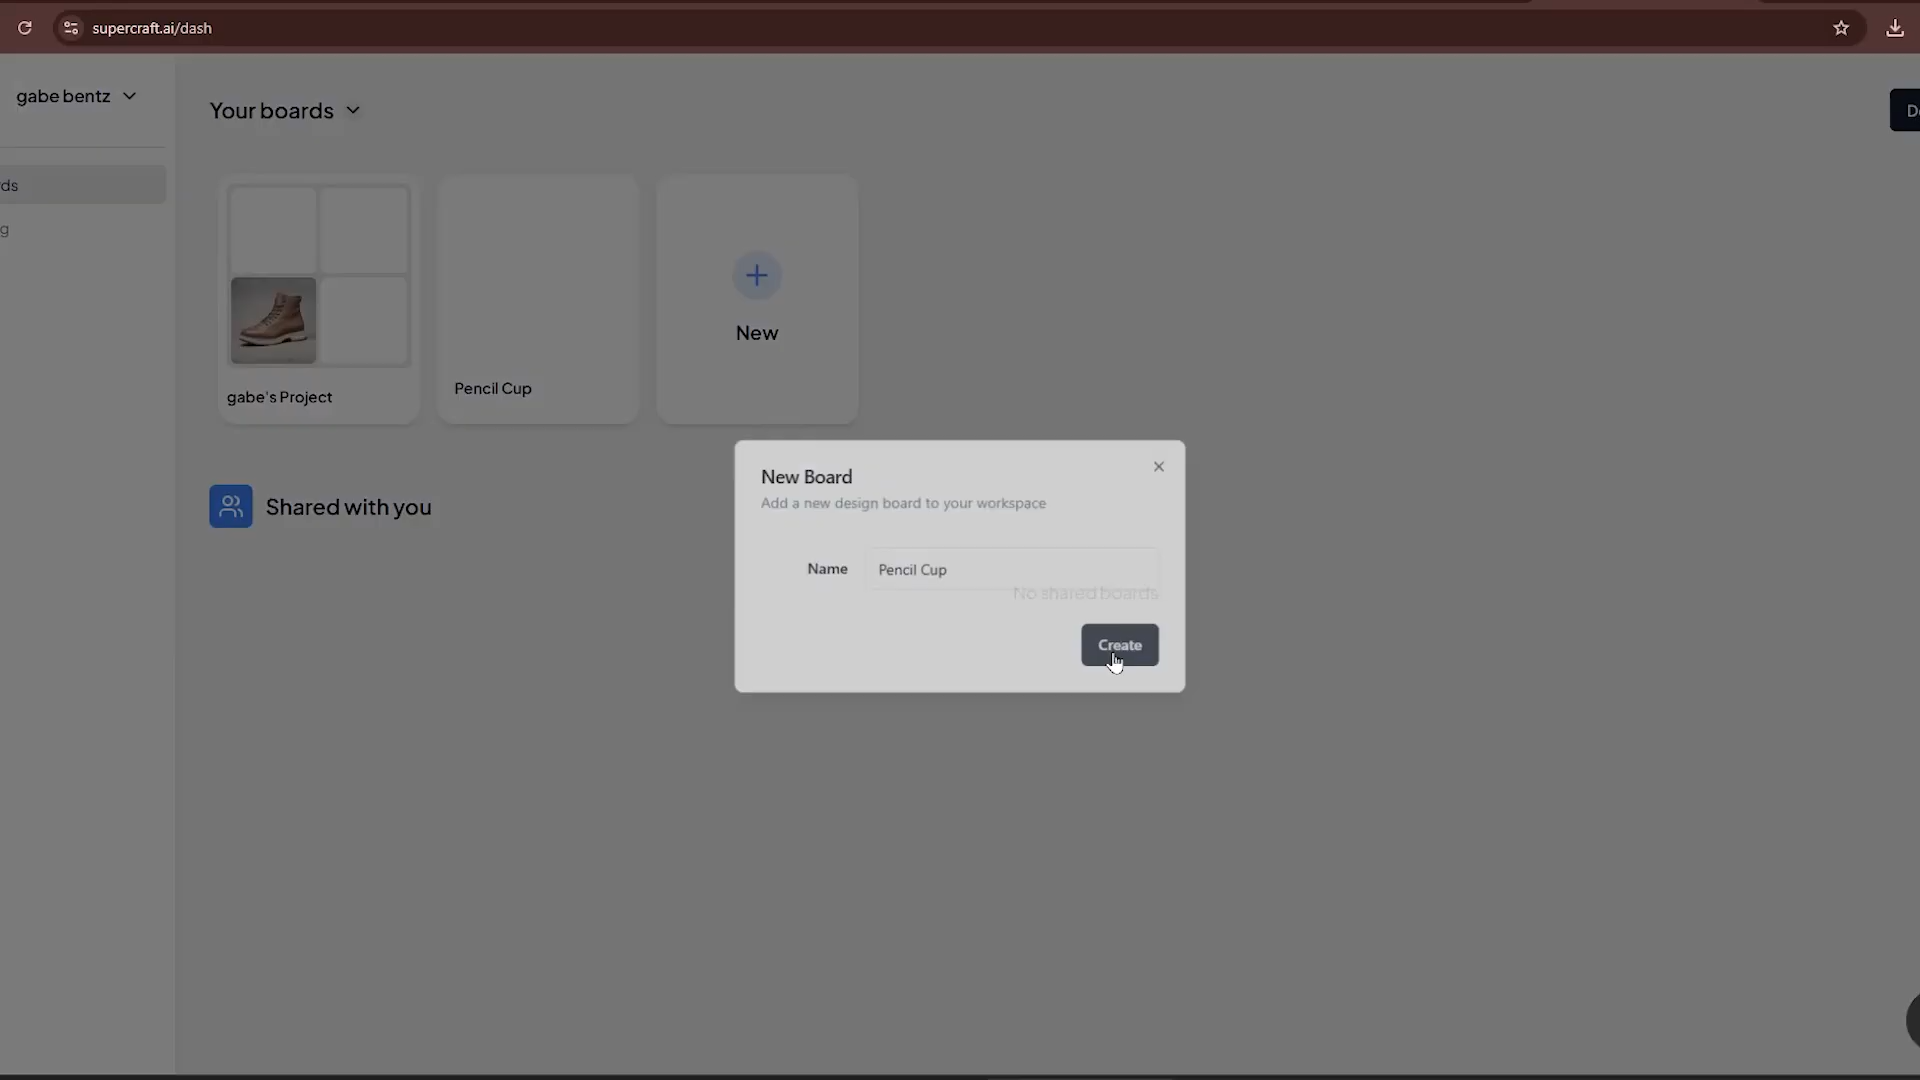 supercraft.ai/dash
gabe bentz
Your boards
New
gabe's Project
Pencil Cup
Shared with you
New Board
Add a new design board to your workspace
Name
Pencil Cup
No shared boards
Create